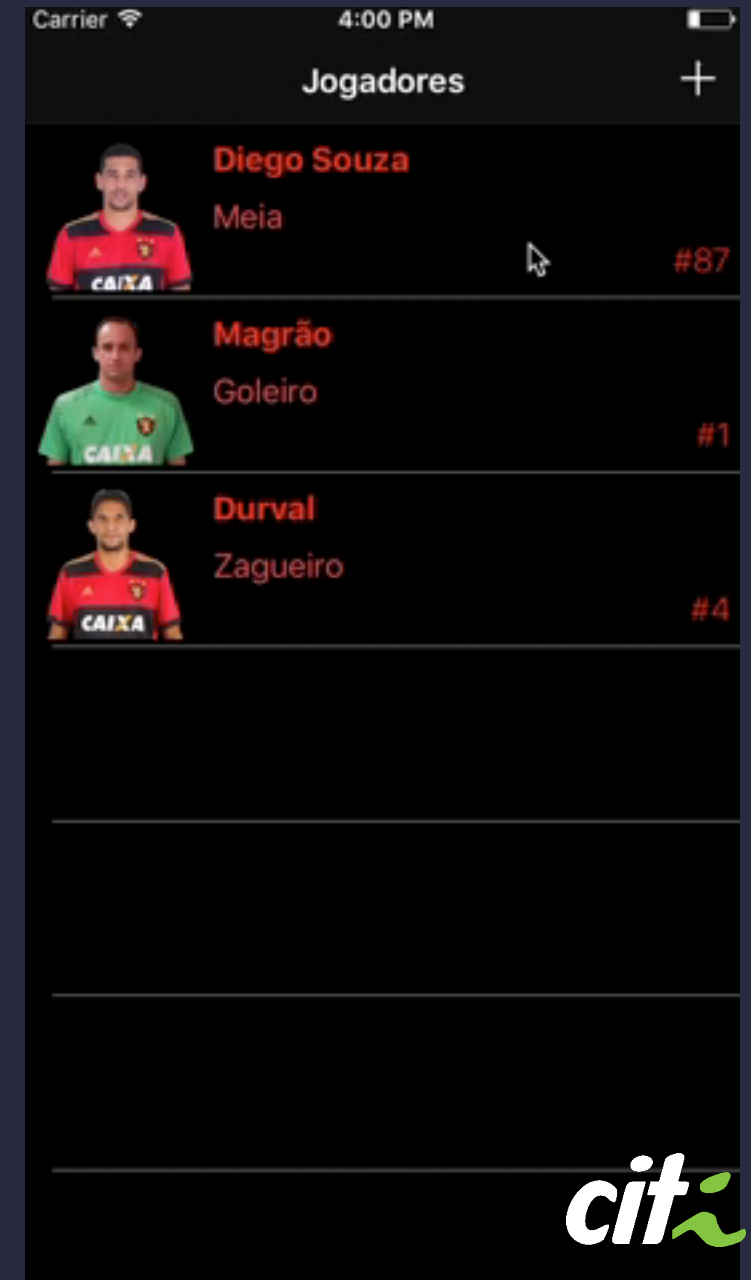 Carrier 4:00 PM
Jogadores +
Diego Souza
Meia
#87
CAIXA
Magrão
Goleiro
#1
CAIXA
Durval
Zagueiro
#4
CAIXA
citi